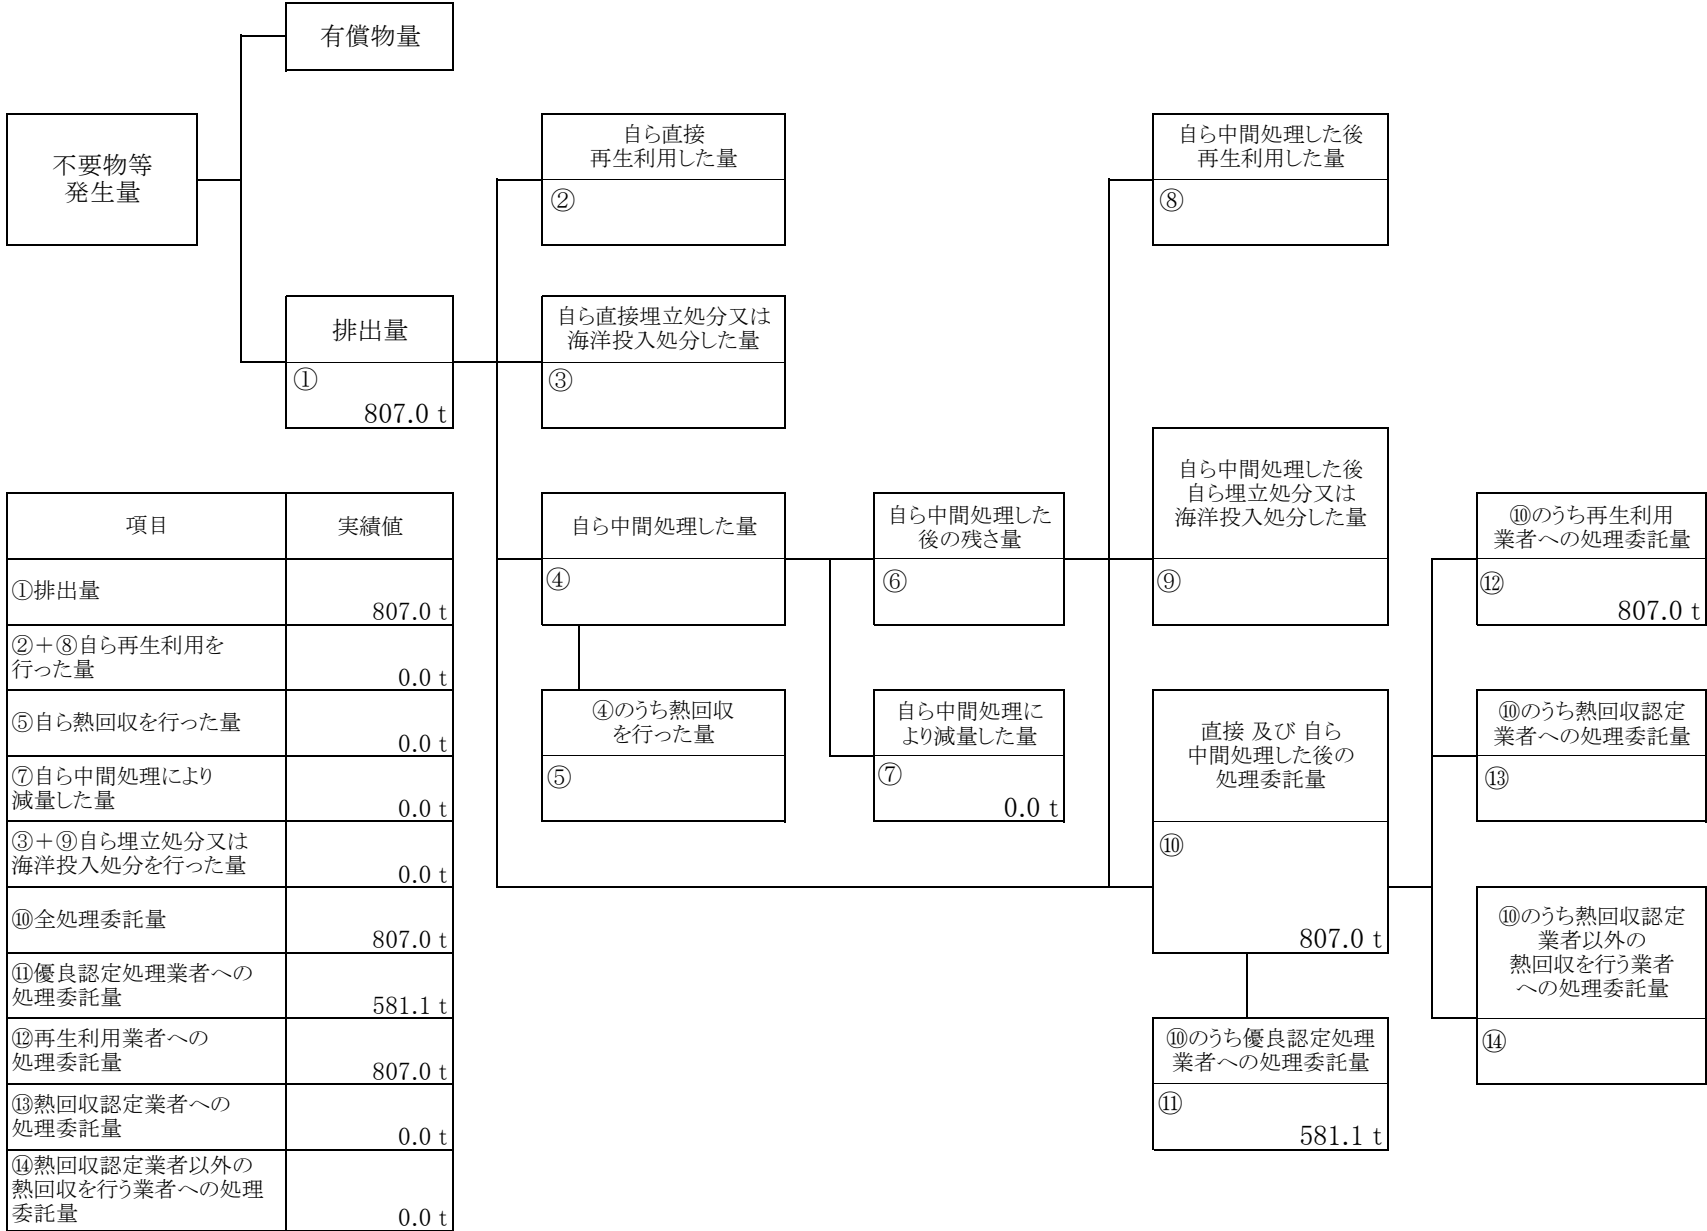 有償物量
不要物等
発生量
自ら直接
再生利用した量
②
自ら中間処理した後
再生利用した量
⑧
排出量
①
807.0 t
自ら直接埋立処分又は
海洋投入処分した量
③
自ら中間処理した量
④
自ら中間処理した
後の残さ量
⑥
自ら中間処理した後
自ら埋立処分又は
海洋投入処分した量
⑨
⑩のうち再生利用
業者への処理委託量
⑫
807.0 t
④のうち熱回収
を行った量
⑤
自ら中間処理に
より減量した量
⑦
0.0 t
直接 及び 自ら
中間処理した後の
処理委託量
⑩
807.0 t
⑩のうち熱回収認定
業者への処理委託量
⑬
⑩のうち熱回収認定
業者以外の
熱回収を行う業者
への処理委託量
⑭
⑩のうち優良認定処理
業者への処理委託量
⑪
581.1 t
項目 実績値
①排出量
807.0 t
②＋⑧自ら再生利用を
行った量
0.0 t
⑤自ら熱回収を行った量
0.0 t
⑦自ら中間処理により
減量した量
0.0 t
③＋⑨自ら埋立処分又は
海洋投入処分を行った量
0.0 t
⑩全処理委託量
807.0 t
⑪優良認定処理業者への
処理委託量
581.1 t
⑫再生利用業者への
処理委託量
807.0 t
⑬熱回収認定業者への
処理委託量
0.0 t
⑭熱回収認定業者以外の
熱回収を行う業者への処理
委託量
0.0 t